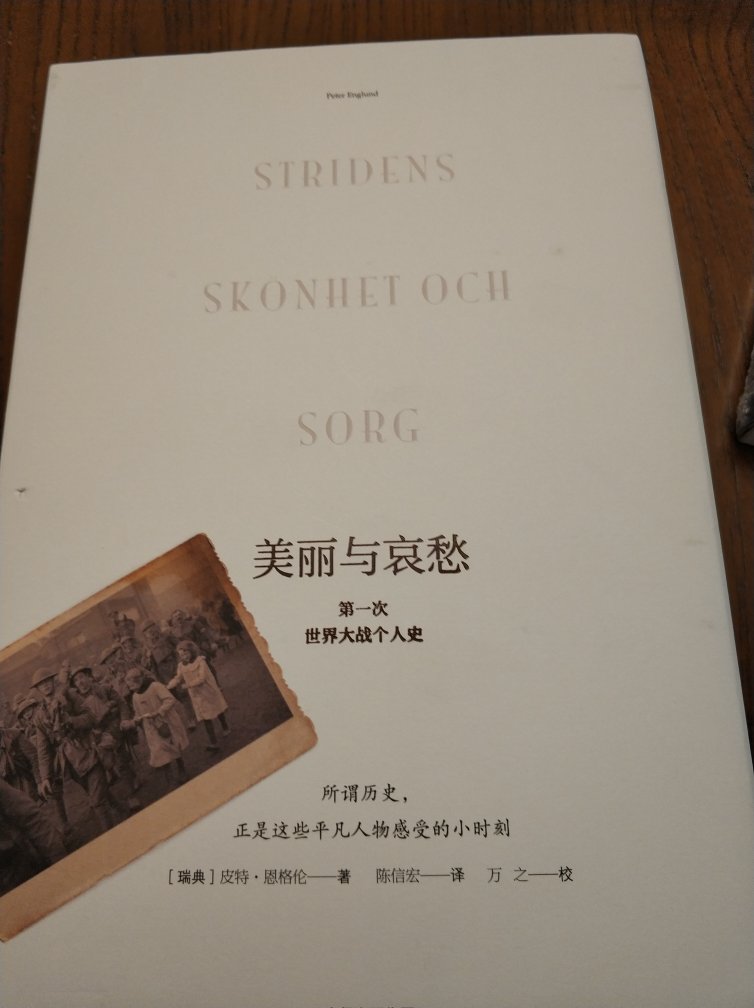 Peter Englund
STRIDENS
SKONHET OCH
SORG
美丽与哀愁
第一次
世界大战个人史
所谓历史，
正是这些平凡人物感受的小时刻
［瑞典］皮特·恩格伦——著 陈信宏——译 万 之——校